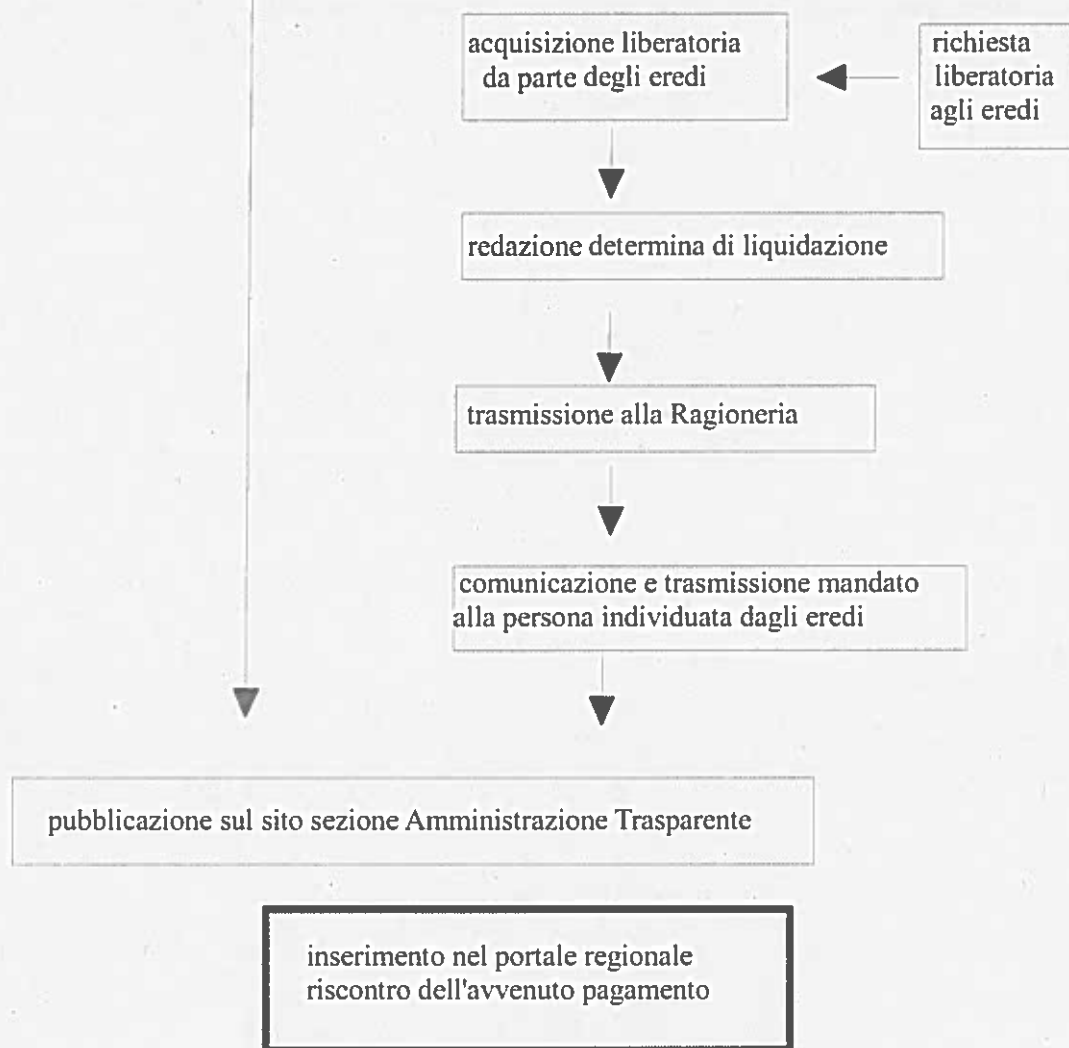 acquisizione liberatoria
da parte degli eredi
richiesta
liberatoria
agli eredi
redazione determina di liquidazione
trasmissione alla Ragioneria
comunicazione e trasmissione mandato
alla persona individuata dagli eredi
pubblicazione sul sito sezione Amministrazione Trasparente
inserimento nel portale regionale
riscontro dell'avvenuto pagamento